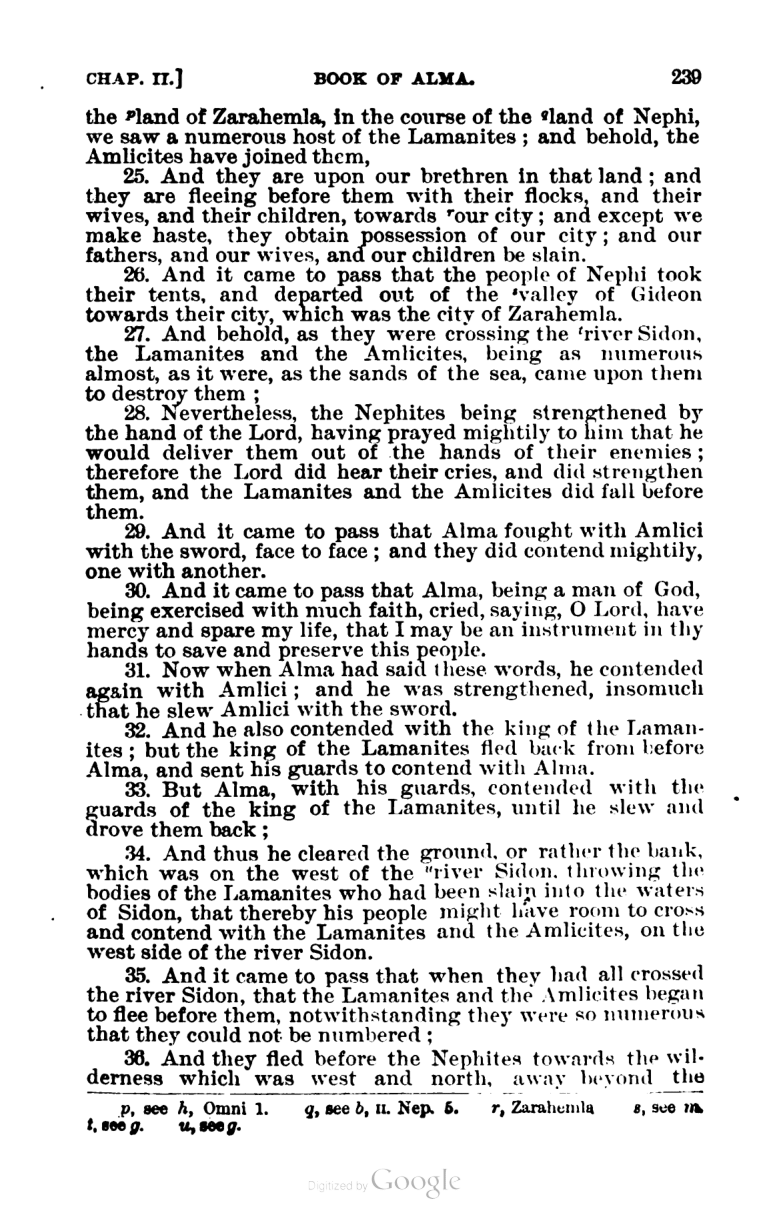 CHAP. II.] BOOK OF ALMA. 239
the ᵖland of Zarahemla, in the course of the ᑫland of Nephi,
we saw a numerous host of the Lamanites ; and behold, the
Amlicites have joined them,
25. And they are upon our brethren in that land ; and
they are fleeing before them with their flocks, and their
wives, and their children, towards ʳour city ; and except we
make haste, they obtain possession of our city ; and our
fathers, and our wives, and our children be slain.
26. And it came to pass that the people of Nephi took
their tents, and departed out of the ˢvalley of Gideon
towards their city, which was the city of Zarahemla.
27. And behold, as they were crossing the ᵗriver Sidon,
the Lamanites and the Amlicites, being as numerous
almost, as it were, as the sands of the sea, came upon them
to destroy them ;
28. Nevertheless, the Nephites being strengthened by
the hand of the Lord, having prayed mightily to him that he
would deliver them out of the hands of their enemies ;
therefore the Lord did hear their cries, and did strengthen
them, and the Lamanites and the Amlicites did fall before
them.
29. And it came to pass that Alma fought with Amlici
with the sword, face to face ; and they did contend mightily,
one with another.
30. And it came to pass that Alma, being a man of God,
being exercised with much faith, cried, saying, O Lord, have
mercy and spare my life, that I may be an instrument in thy
hands to save and preserve this people.
31. Now when Alma had said these words, he contended
again with Amlici ; and he was strengthened, insomuch
that he slew Amlici with the sword.
32. And he also contended with the king of the Laman-
ites ; but the king of the Lamanites fled back from before
Alma, and sent his guards to contend with Alma.
33. But Alma, with his guards, contended with the
guards of the king of the Lamanites, until he slew and
drove them back ;
34. And thus he cleared the ground, or rather the bank,
which was on the west of the ᵘriver Sidon, throwing the
bodies of the Lamanites who had been slain into the waters
of Sidon, that thereby his people might have room to cross
and contend with the Lamanites and the Amlicites, on the
west side of the river Sidon.
35. And it came to pass that when they had all crossed
the river Sidon, that the Lamanites and the Amlicites began
to flee before them, notwithstanding they were so numerous
that they could not be numbered ;
36. And they fled before the Nephites towards the wil-
derness which was west and north, away beyond the
p, see h, Omni 1. q, see b, II. Nep. 5. r, Zarahemla s, see m.
t, see g. u, see g.
Digitized by Google